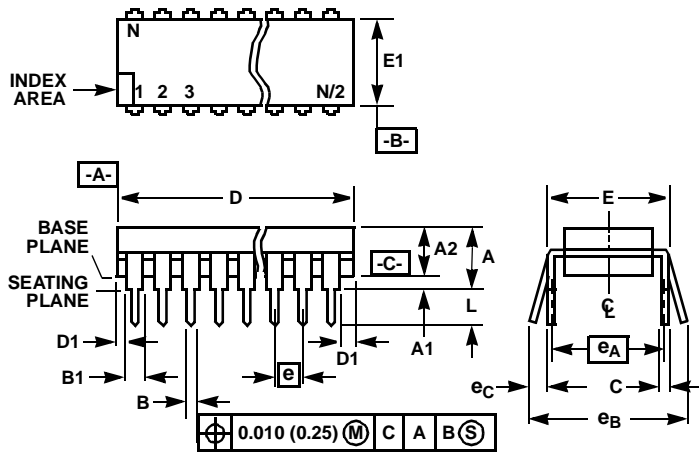 N
E1
INDEX
AREA
1 2 3 N/2
-B-
-A-
D
E
BASE
PLANE
A2
A
-C-
SEATING
PLANE
L
C
L
D1
A1
D1
eA
B1
e
eC
C
B
eB
0.010 (0.25) M C A B S